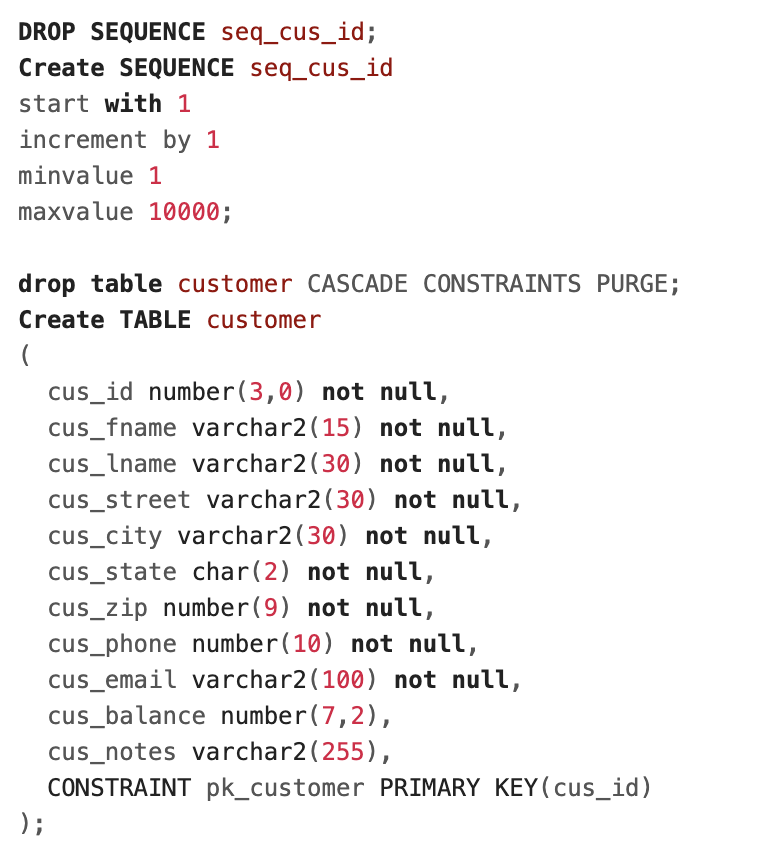 DROP SEQUENCE seq_cus_id;
Create SEQUENCE seq_cus_id
start with 1
increment by 1
minvalue 1
maxvalue 10000;

drop table customer CASCADE CONSTRAINTS PURGE;
Create TABLE customer
(
  cus_id number(3,0) not null,
  cus_fname varchar2(15) not null,
  cus_lname varchar2(30) not null,
  cus_street varchar2(30) not null,
  cus_city varchar2(30) not null,
  cus_state char(2) not null,
  cus_zip number(9) not null,
  cus_phone number(10) not null,
  cus_email varchar2(100) not null,
  cus_balance number(7,2),
  cus_notes varchar2(255),
  CONSTRAINT pk_customer PRIMARY KEY(cus_id)
);